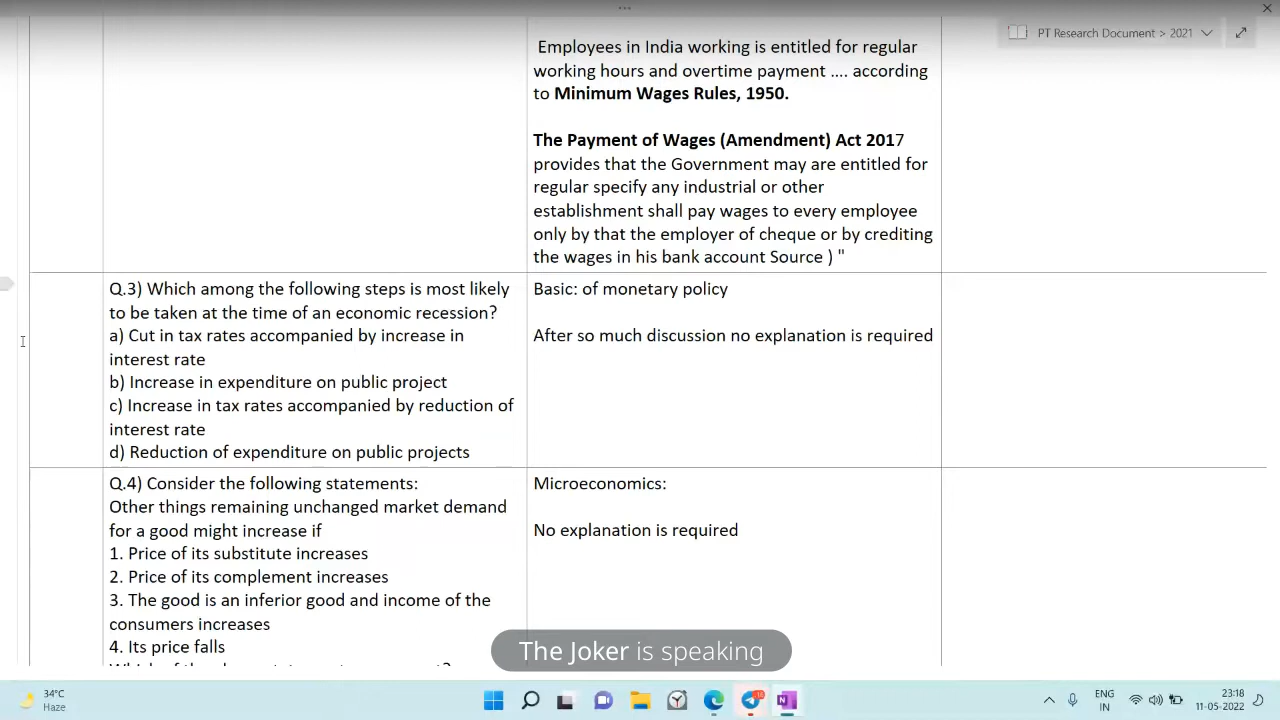 PT Research Document > 2021
Employees in India working is entitled for regular
working hours and overtime payment .... according
to Minimum Wages Rules, 1950.
The Payment of Wages (Amendment) Act 2017
provides that the Government may are entitled for
regular specify any industrial or other
establishment shall pay wages to every employee
only by that the employer of cheque or by crediting
the wages in his bank account Source ) "
Q.3) Which among the following steps is most likely
to be taken at the time of an economic recession?
a) Cut in tax rates accompanied by increase in
interest rate
b) Increase in expenditure on public project
c) Increase in tax rates accompanied by reduction of
interest rate
d) Reduction of expenditure on public projects
Basic: of monetary policy
After so much discussion no explanation is required
Q.4) Consider the following statements:
Other things remaining unchanged market demand
for a good might increase if
1. Price of its substitute increases
2. Price of its complement increases
3. The good is an inferior good and income of the
consumers increases
4. Its price falls
Microeconomics:
No explanation is required
The Joker is speaking
34°C
Haze
18
ENG
IN
23:18
11-05-2022